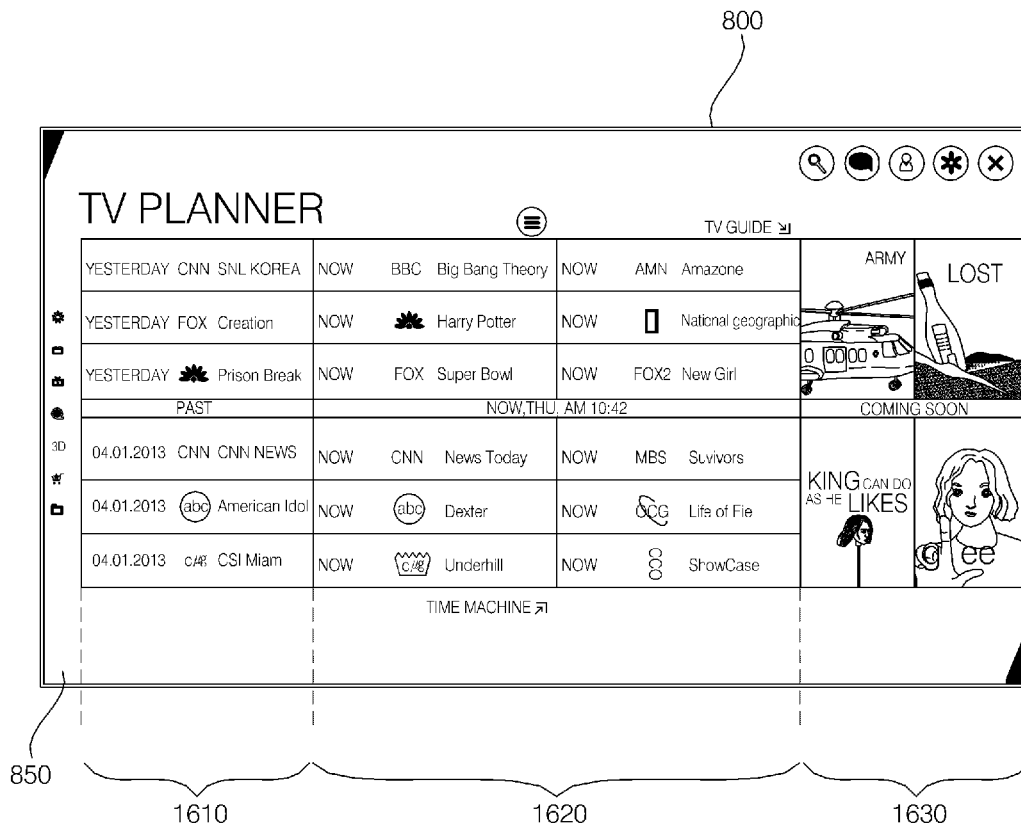 800
TV PLANNER
TV GUIDE
YESTERDAY CNN SNL KOREA NOW BBC Big Bang Theory NOW AMN Amazone ARMY LOST
YESTERDAY FOX Creation NOW Harry Potter NOW National geographic
YESTERDAY Prison Break NOW FOX Super Bowl NOW FOX2 New Girl
PAST NOW,THU. AM 10:42 COMING SOON
3D
04.01.2013 CNN CNN NEWS NOW CNN News Today NOW MBS Suvivors
KING CAN DO
AS HE LIKES
04.01.2013 abc American Idol NOW abc Dexter NOW OCG Life of Fie
ee
04.01.2013 CSI Miam NOW Underhill NOW ShowCase
TIME MACHINE
850
1610 1620 1630